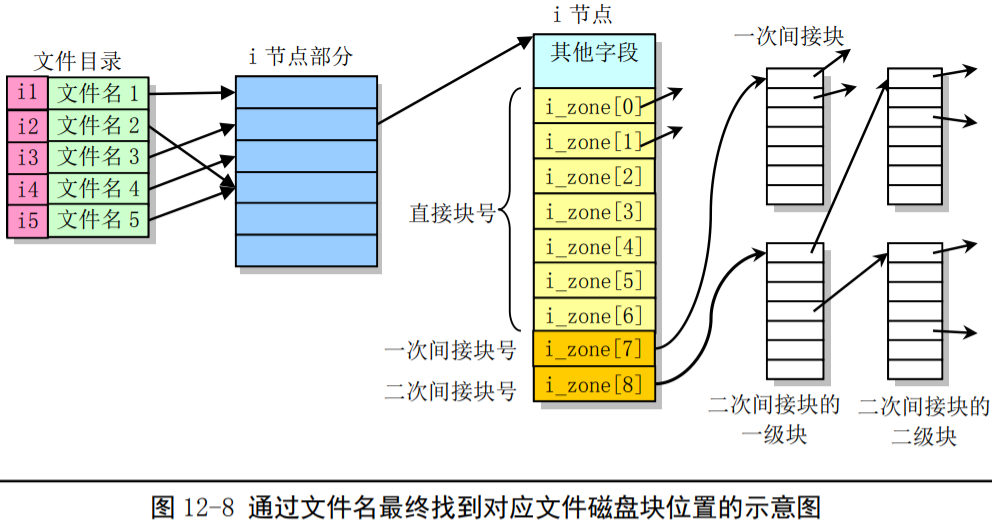 文件目录
i1 文件名 1
i2 文件名 2
i3 文件名 3
i4 文件名 4
i5 文件名 5
i 节点部分
i 节点
其他字段
i_zone[0]
i_zone[1]
i_zone[2]
i_zone[3]
i_zone[4]
i_zone[5]
i_zone[6]
i_zone[7]
i_zone[8]
直接块号
一次间接块号
二次间接块号
一次间接块
二次间接块的
一级块
二次间接块的
二级块
图 12-8 通过文件名最终找到对应文件磁盘块位置的示意图